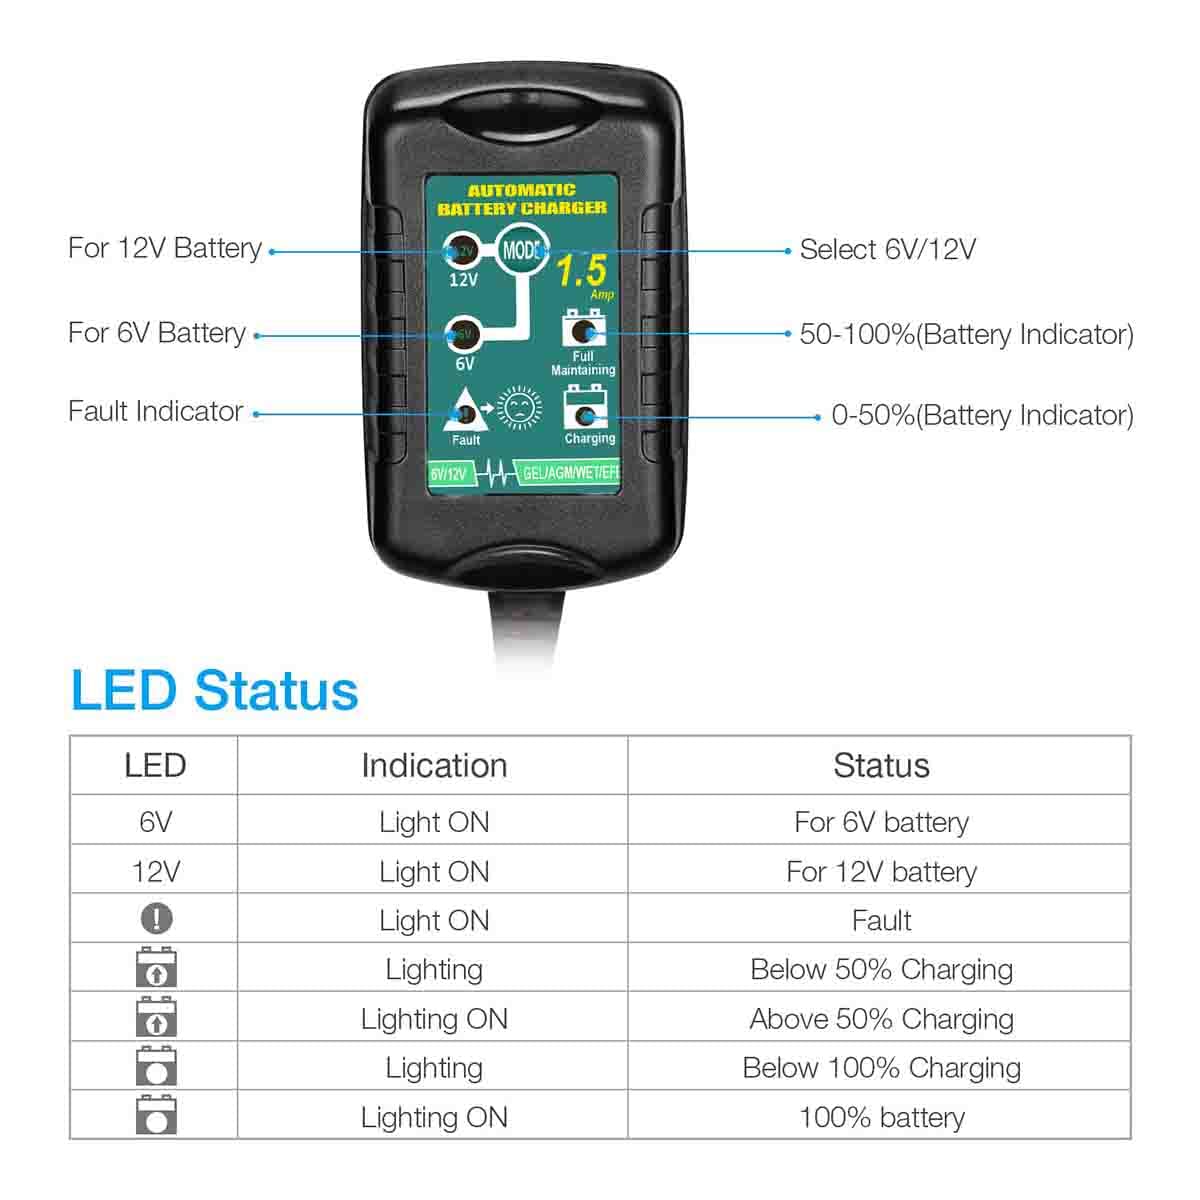 AUTOMATIC
BATTERY CHARGER
For 12V Battery
12V
MODE
Select 6V/12V
12V
1.5
Amp
For 6V Battery
6V
50-100%(Battery Indicator)
6V
Full
Maintaining
Fault Indicator
0-50%(Battery Indicator)
Fault
Charging
6V/12V
GEL/AGM/WET/EFI
LED Status
LED Indication Status
6V Light ON For 6V battery
12V Light ON For 12V battery
! Light ON Fault
Lighting Below 50% Charging
Lighting ON Above 50% Charging
Lighting Below 100% Charging
Lighting ON 100% battery